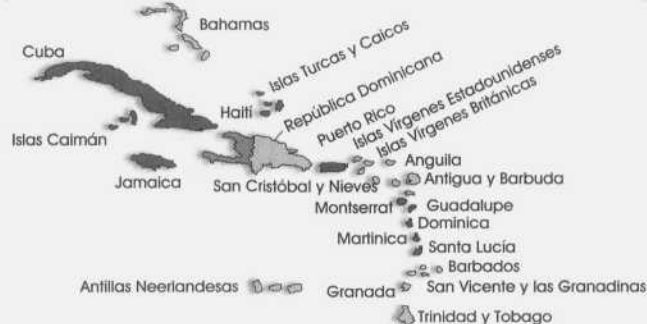 Bahamas
Cuba
Islas Turcas y Caicos
República Dominicana
Haití
Puerto Rico
Islas Vírgenes Estadounidenses
Islas Vírgenes Británicas
Islas Caimán
Jamaica
Anguila
San Cristóbal y Nieves
Antigua y Barbuda
Montserrat
Guadalupe
Dominica
Martinica
Santa Lucía
Barbados
Antillas Neerlandesas
Granada
San Vicente y las Granadinas
Trinidad y Tobago